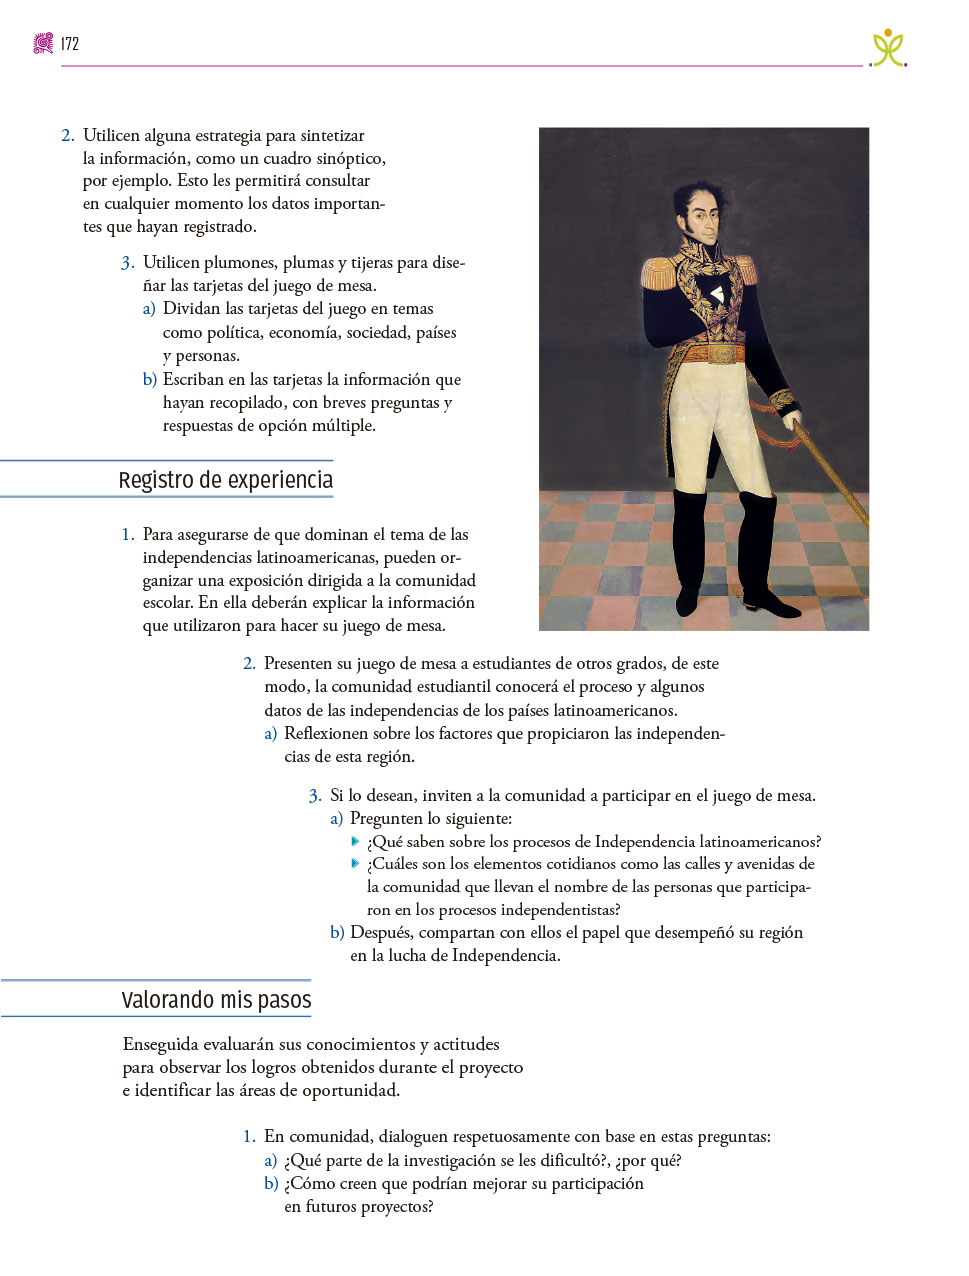 172
2. Utilicen alguna estrategia para sintetizar
la información, como un cuadro sinóptico,
por ejemplo. Esto les permitirá consultar
en cualquier momento los datos importan-
tes que hayan registrado.
3. Utilicen plumones, plumas y tijeras para dise-
ñar las tarjetas del juego de mesa.
a) Dividan las tarjetas del juego en temas
como política, economía, sociedad, países
y personas.
b) Escriban en las tarjetas la información que
hayan recopilado, con breves preguntas y
respuestas de opción múltiple.
Registro de experiencia
1. Para asegurarse de que dominan el tema de las
independencias latinoamericanas, pueden or-
ganizar una exposición dirigida a la comunidad
escolar. En ella deberán explicar la información
que utilizaron para hacer su juego de mesa.
2. Presenten su juego de mesa a estudiantes de otros grados, de este
modo, la comunidad estudiantil conocerá el proceso y algunos
datos de las independencias de los países latinoamericanos.
a) Reflexionen sobre los factores que propiciaron las independen-
cias de esta región.
3. Si lo desean, inviten a la comunidad a participar en el juego de mesa.
a) Pregunten lo siguiente:
¿Qué saben sobre los procesos de Independencia latinoamericanos?
¿Cuáles son los elementos cotidianos como las calles y avenidas de
la comunidad que llevan el nombre de las personas que participa-
ron en los procesos independentistas?
b) Después, compartan con ellos el papel que desempeñó su región
en la lucha de Independencia.
Valorando mis pasos
Enseguida evaluarán sus conocimientos y actitudes
para observar los logros obtenidos durante el proyecto
e identificar las áreas de oportunidad.
1. En comunidad, dialoguen respetuosamente con base en estas preguntas:
a) ¿Qué parte de la investigación se les dificultó?, ¿por qué?
b) ¿Cómo creen que podrían mejorar su participación
en futuros proyectos?